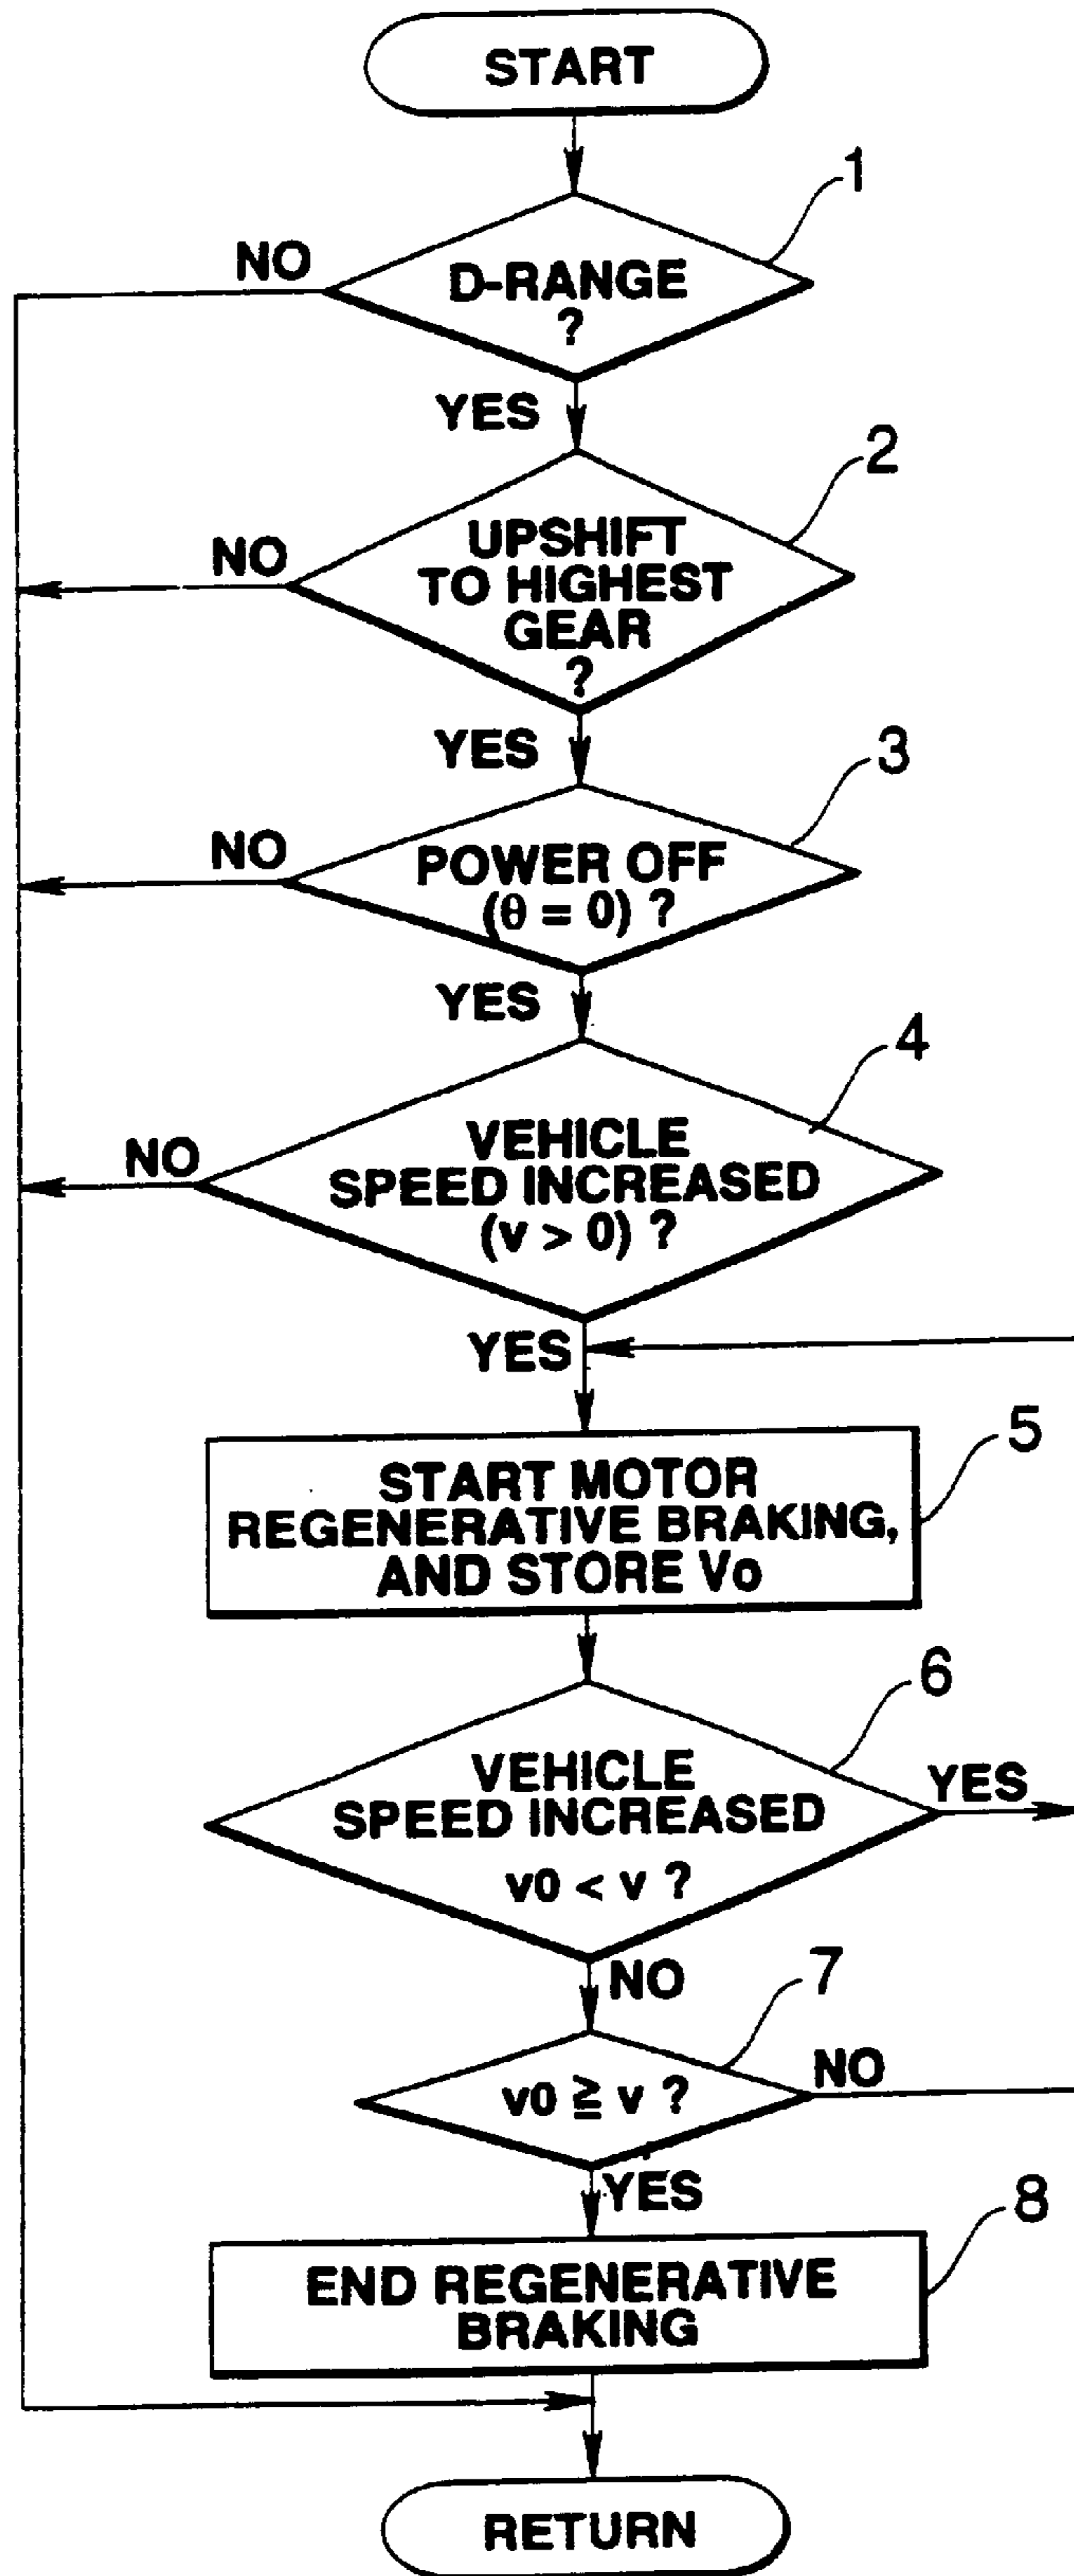 START
1
D-RANGE
?
NO
YES
2
UPSHIFT
TO HIGHEST
GEAR
?
NO
YES
3
POWER OFF
(θ = 0) ?
NO
YES
4
VEHICLE
SPEED INCREASED
(v > 0) ?
NO
YES
5
START MOTOR
REGENERATIVE BRAKING,
AND STORE Vo
6
VEHICLE
SPEED INCREASED
v0 < v ?
YES
NO
7
v0 ≧ v ?
NO
YES
8
END REGENERATIVE
BRAKING
RETURN